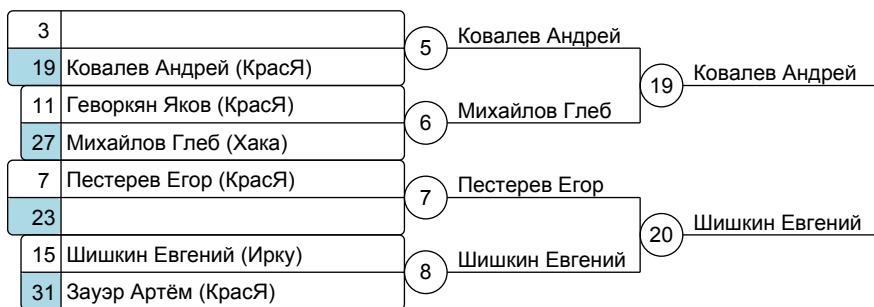 3
5
Ковалев Андрей
19 Ковалев Андрей (КрасЯ)
19
Ковалев Андрей
11 Геворкян Яков (КрасЯ)
6
Михайлов Глеб
27 Михайлов Глеб (Хака)
7 Пестерев Егор (КрасЯ)
7
Пестерев Егор
23
20
Шишкин Евгений
15 Шишкин Евгений (Ирку)
8
Шишкин Евгений
31 Зауэр Артём (КрасЯ)